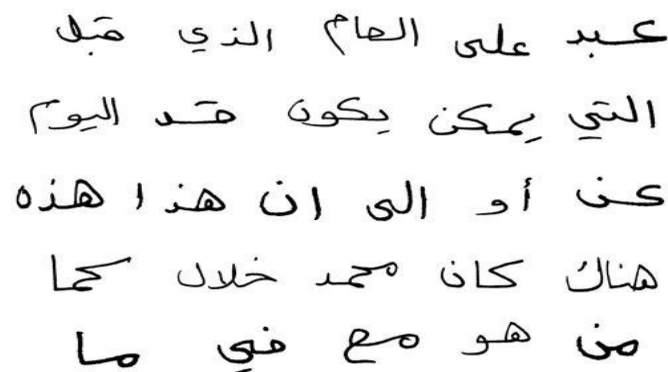 عبد على العام الذي قبل
التي يمكن يكون قد اليوم
عن أو الى ان هذا هذه
هناك كان محمد خلال كما
من هو مع في ما